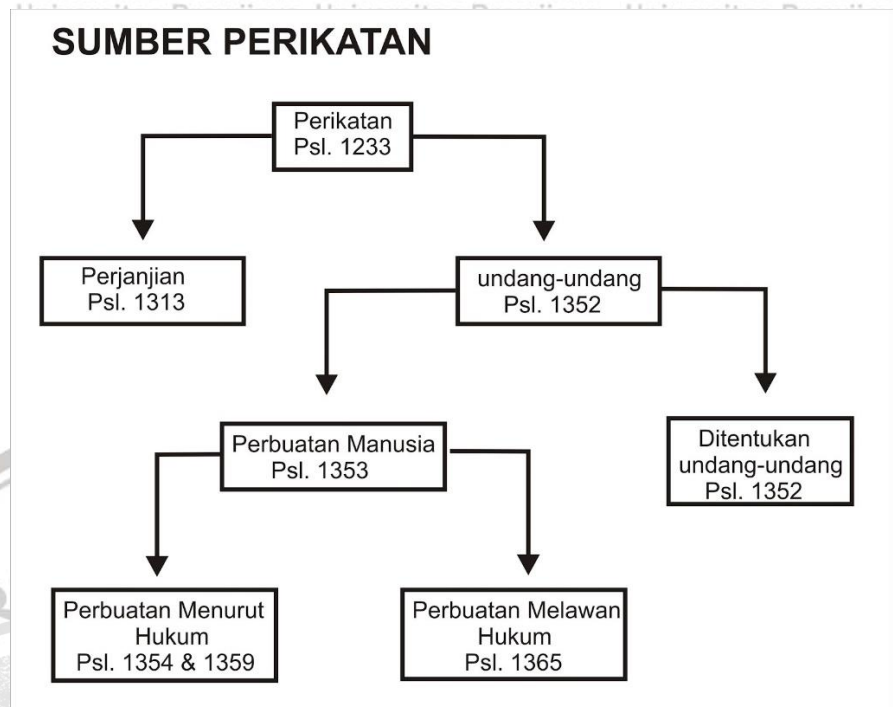 SUMBER PERIKATAN
Perikatan
Psl. 1233
Perjanjian
Psl. 1313
undang-undang
Psl. 1352
Perbuatan Manusia
Psl. 1353
Ditentukan
undang-undang
Psl. 1352
Perbuatan Menurut
Hukum
Psl. 1354 & 1359
Perbuatan Melawan
Hukum
Psl. 1365